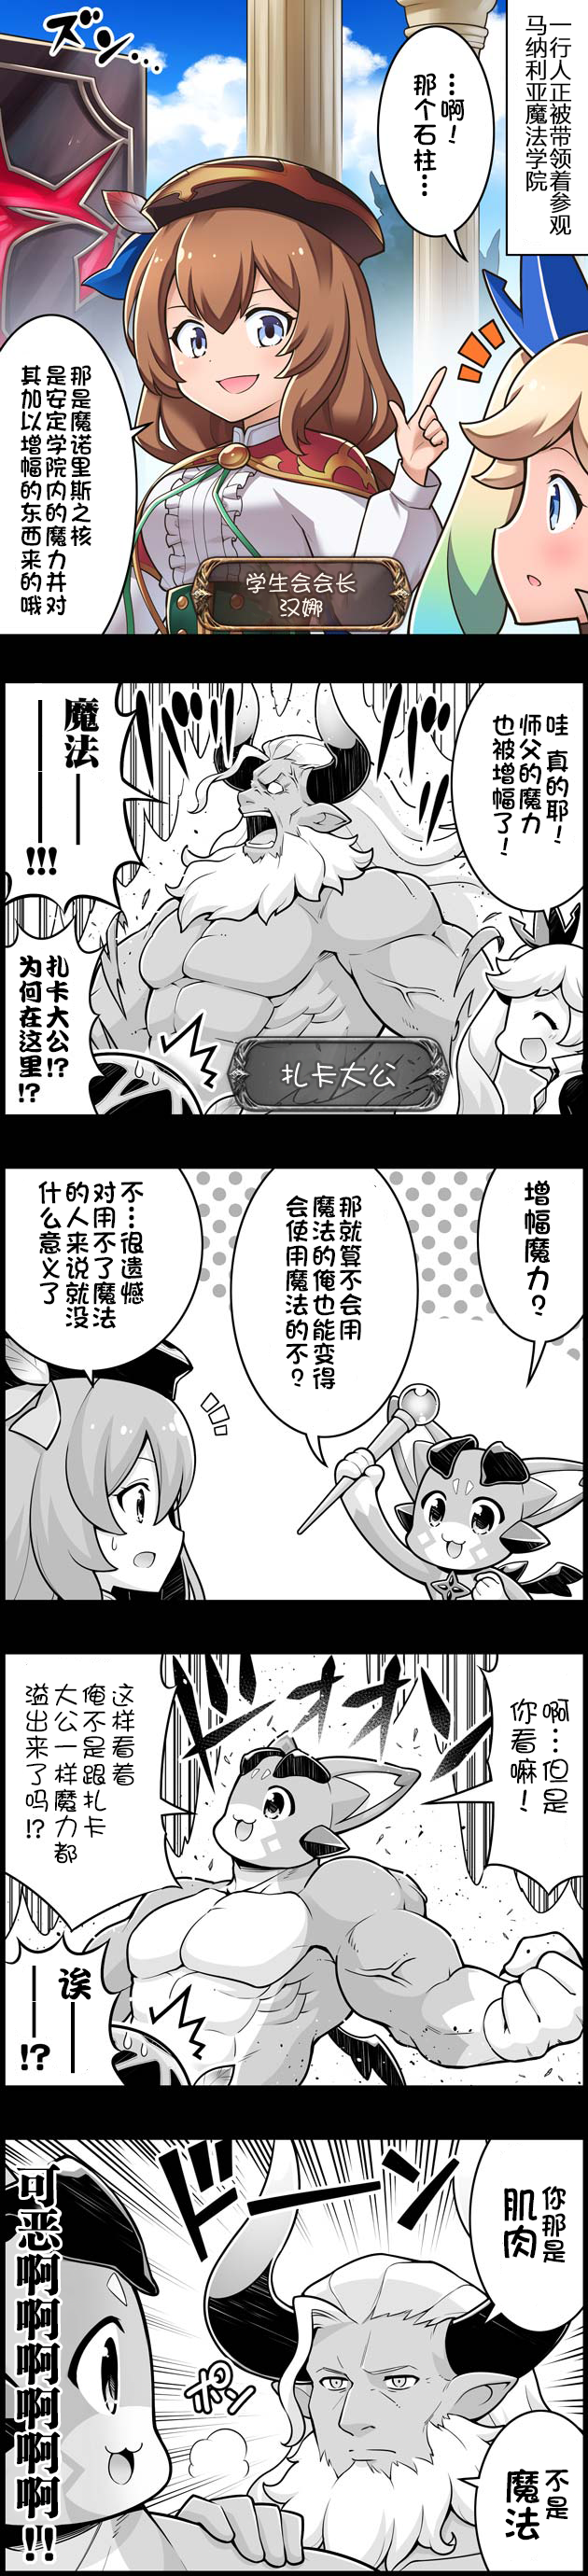 一行人正被带领着参观
马纳利亚魔法学院
…啊！
那个石柱…
ズン…
那是魔诺里斯之核
是安定学院内的魔力并对
其加以增幅的东西来的哦
学生会会长
汉娜
哇 真的耶！
师父的魔力
也被增幅了！
魔法——
———!!!
扎卡大公!?
为何在这里!?
扎卡大公
增幅魔力？
那就算不会用
魔法的俺也能变得
会使用魔法的不？
不…很遗憾
对用不了魔法
的人来说就没
什么意义了
啊…但是
你看嘛！
ゴオオオ
这样看着
俺不是跟扎卡
大公一样魔力都
溢出来了吗!?
诶——
——!?
你那是
肌肉
不是
魔法
ドーン
ポン
可恶啊啊啊啊啊啊!!